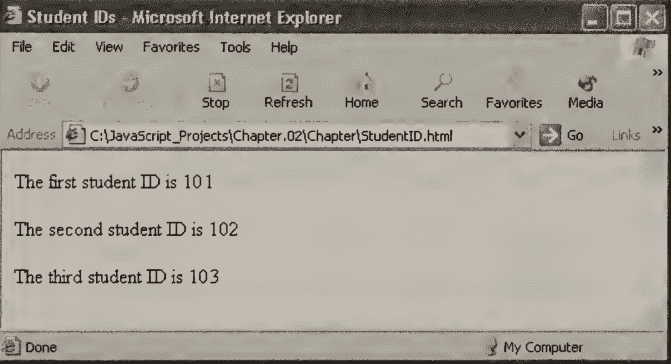 Student IDs - Microsoft Internet Explorer
File Edit View Favorites Tools Help
Stop Refresh Home Search Favorites Media »
Address C:\JavaScript_Projects\Chapter.02\Chapter\StudentID.html Go Links »
The first student ID is 101
The second student ID is 102
The third student ID is 103
Done My Computer